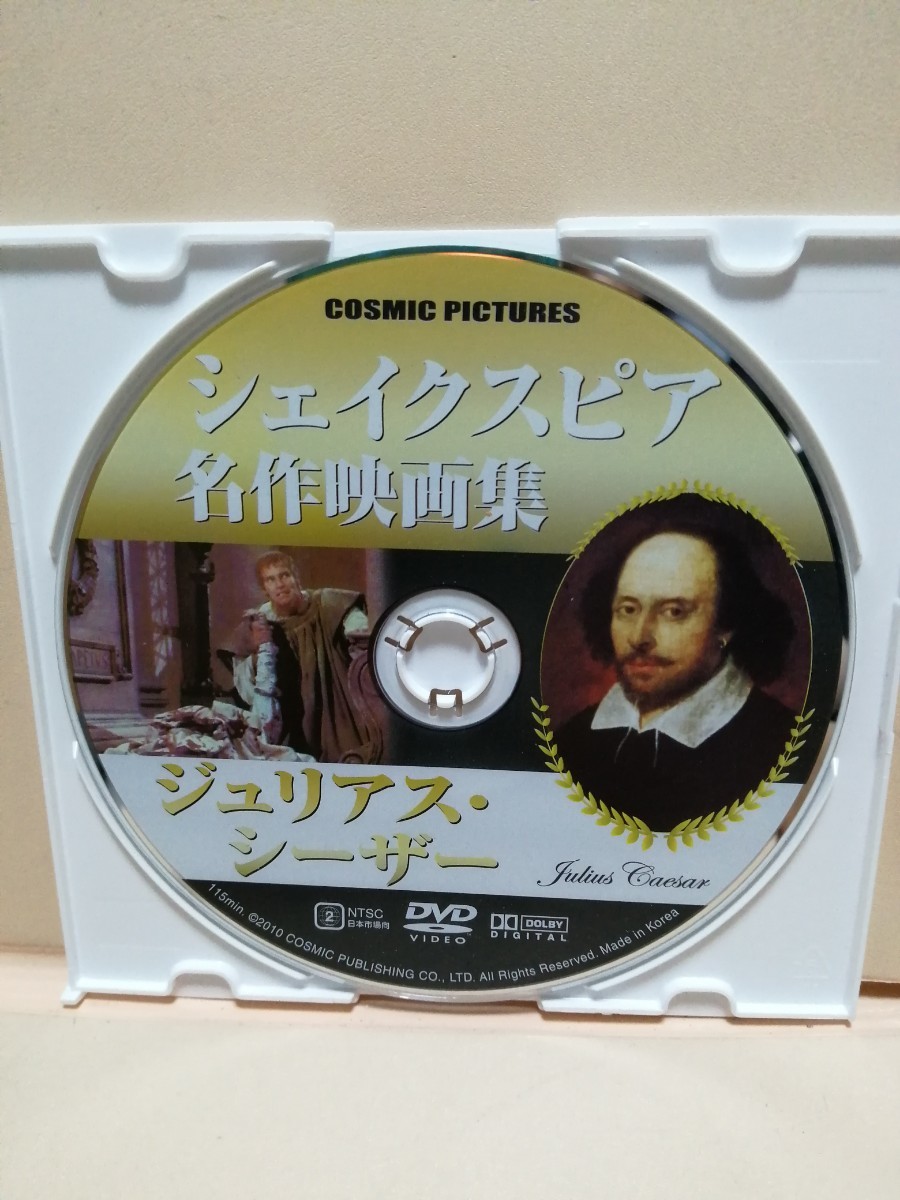 COSMIC PICTURES
シェイクスピア
名作映画集
ジュリアス・
シーザー
Julius Caesar
2
NTSC
日本市場向
DVD
VIDEO
DOLBY
DIGITAL
115min. ©2010 COSMIC PUBLISHING CO., LTD. All Rights Reserved. Made in Korea